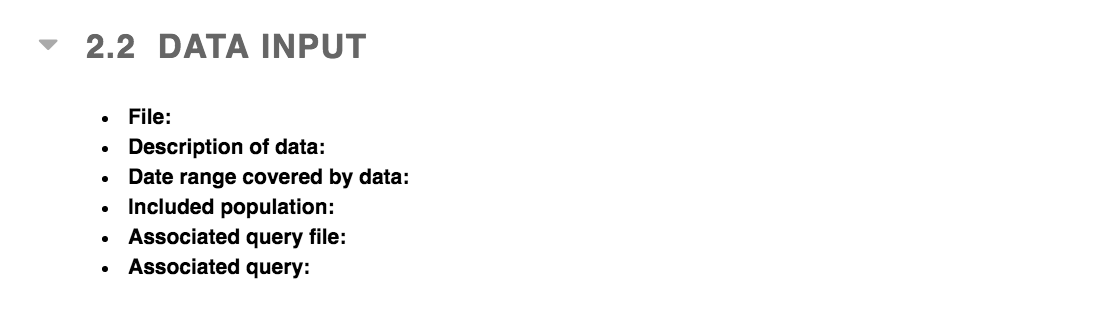 2.2 DATA INPUT
• File:
• Description of data:
• Date range covered by data:
• Included population:
• Associated query file:
• Associated query: